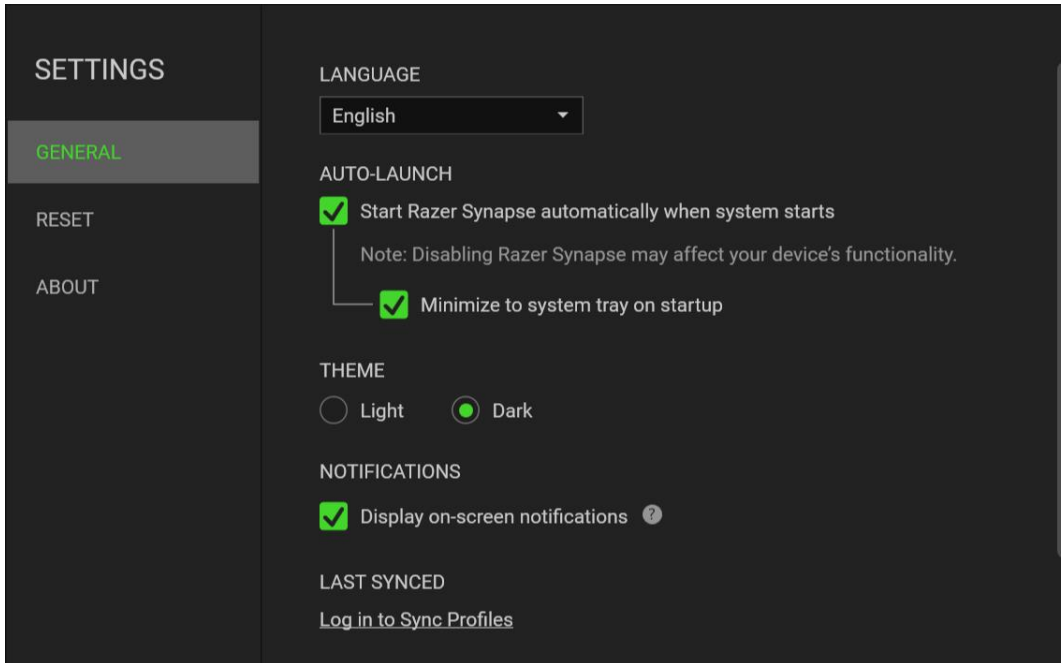 SETTINGS
GENERAL
RESET
ABOUT
LANGUAGE
English
AUTO-LAUNCH
Start Razer Synapse automatically when system starts
Note: Disabling Razer Synapse may affect your device’s functionality.
Minimize to system tray on startup
THEME
Light Dark
NOTIFICATIONS
Display on-screen notifications ?
LAST SYNCED
Log in to Sync Profiles